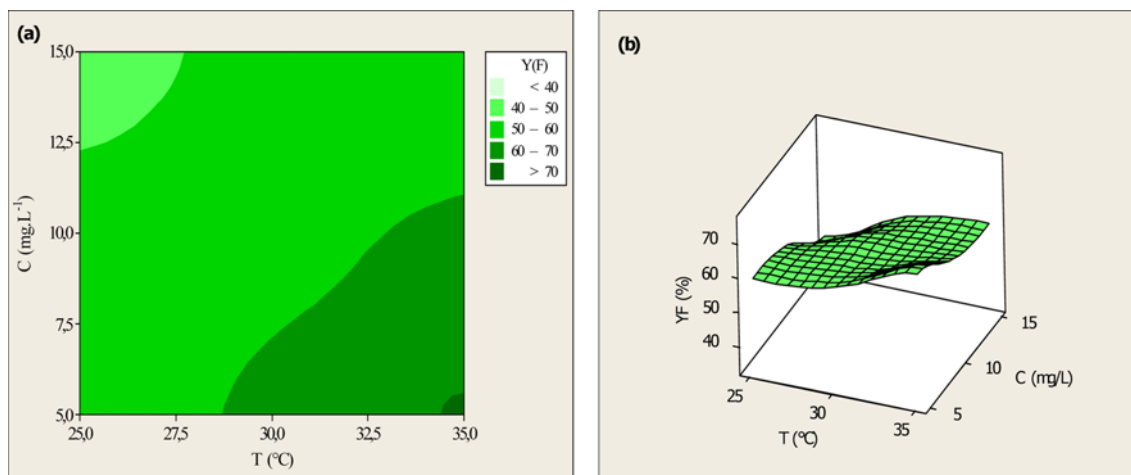 (a)
15,0
12,5
10,0
7,5
5,0
C (mg.L⁻¹)
25,0 27,5 30,0 32,5 35,0
T (°C)
Y(F)
< 40
40 – 50
50 – 60
60 – 70
> 70
(b)
70
60
50
40
YF (%)
25
30
35
T (°C)
15
10
5
C (mg/L)